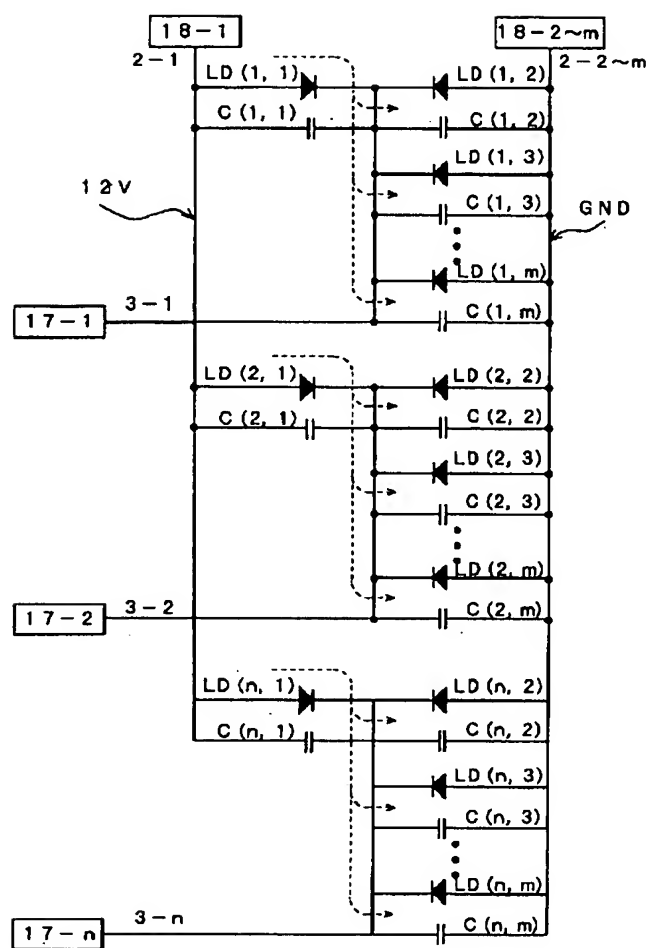 18-1 18-2~m
2-1 2-2~m
LD(1, 1) LD(1, 2)
C(1, 1) C(1, 2)
LD(1, 3)
12V C(1, 3) GND
LD(1, m)
3-1 C(1, m)
17-1
LD(2, 1) LD(2, 2)
C(2, 1) C(2, 2)
LD(2, 3)
C(2, 3)
LD(2, m)
3-2 C(2, m)
17-2
LD(n, 1) LD(n, 2)
C(n, 1) C(n, 2)
LD(n, 3)
C(n, 3)
LD(n, m)
3-n C(n, m)
17-n